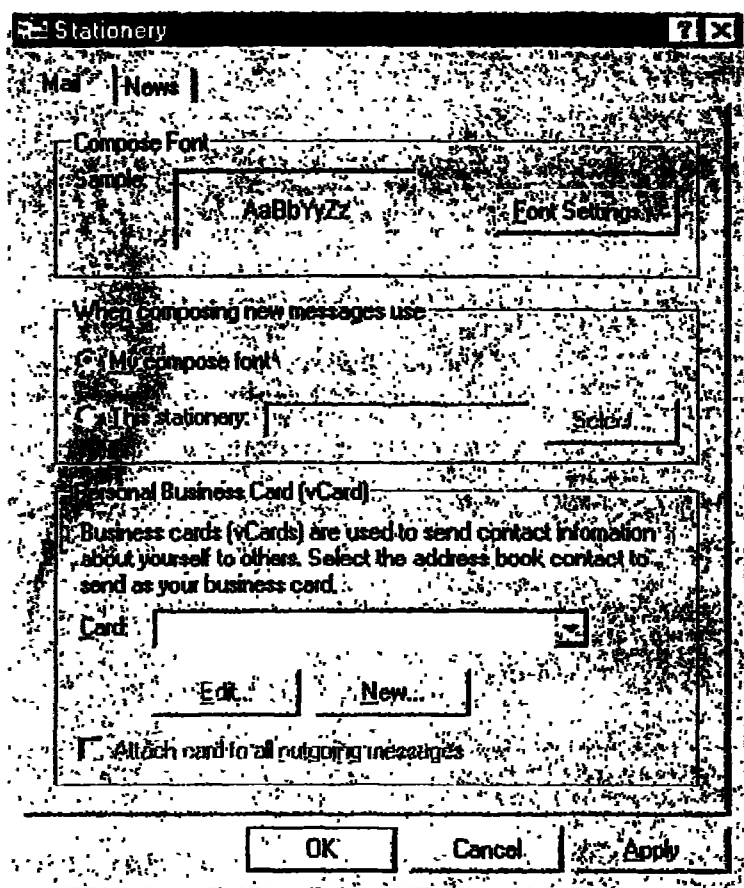 Stationery
Mail News
Compose Font
Sample
AaBbYyZz
Font Settings...
When composing new messages use
My compose font
This stationery:
Select...
Personal Business Card (vCard)
Business cards (vCards) are used to send contact infomation
about yourself to others. Select the address book contact to
send as your business card.
Card:
Edit... New...
Attach card to all outgoing messages
OK Cancel Apply